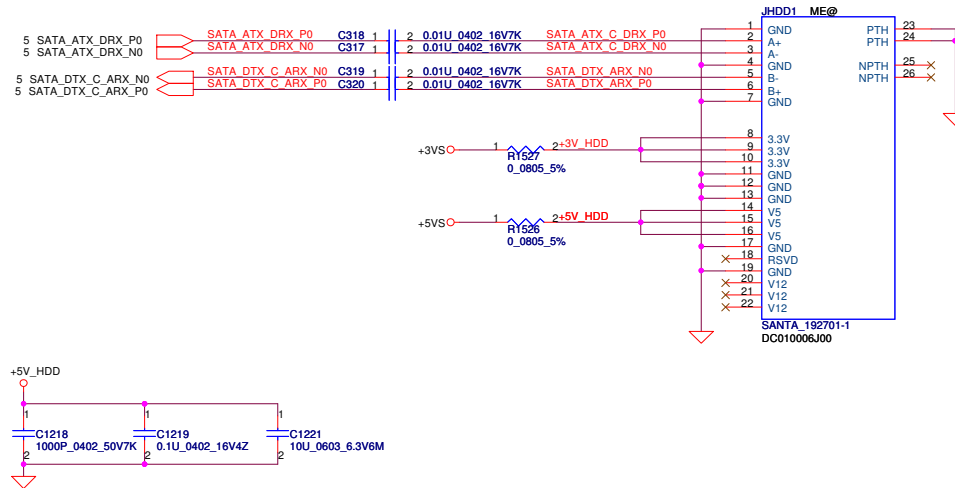 JHDD1 ME@
5 SATA_ATX_DRX_P0 SATA_ATX_DRX_P0 C318 1 2 0.01U_0402_16V7K SATA_ATX_C_DRX_P0
5 SATA_ATX_DRX_N0 SATA_ATX_DRX_N0 C317 1 2 0.01U_0402_16V7K SATA_ATX_C_DRX_N0
5 SATA_DTX_C_ARX_N0 SATA_DTX_C_ARX_N0 C319 1 2 0.01U_0402_16V7K SATA_DTX_ARX_N0
5 SATA_DTX_C_ARX_P0 SATA_DTX_C_ARX_P0 C320 1 2 0.01U_0402_16V7K SATA_DTX_ARX_P0
1 GND
2 A+
3 A-
4 GND
5 B-
6 B+
7 GND
8 3.3V
9 3.3V
10 3.3V
11 GND
12 GND
13 GND
14 V5
15 V5
16 V5
17 GND
18 RSVD
19 GND
20 V12
21 V12
22 V12
PTH 23
PTH 24
NPTH 25
NPTH 26
+3VS 1 2 +3V_HDD
R1527
0_0805_5%
+5VS 1 2 +5V_HDD
R1526
0_0805_5%
SANTA_192701-1
DC010006J00
+5V_HDD
1 1 1
C1218 C1219 C1221
1000P_0402_50V7K 0.1U_0402_16V4Z 10U_0603_6.3V6M
2 2 2